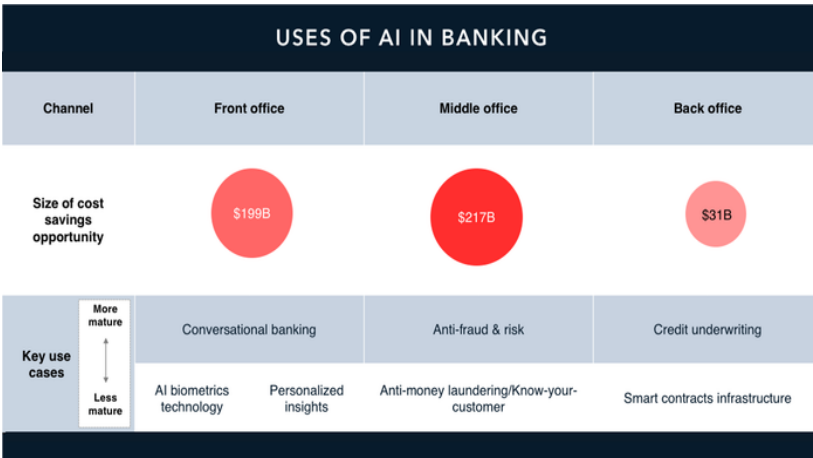 USES OF AI IN BANKING
Channel
Front office
Middle office
Back office
Size of cost
savings
opportunity
$199B
$217B
$31B
Key use
cases
More
mature
Less
mature
Conversational banking
Anti-fraud & risk
Credit underwriting
AI biometrics
technology
Personalized
insights
Anti-money laundering/Know-your-
customer
Smart contracts infrastructure